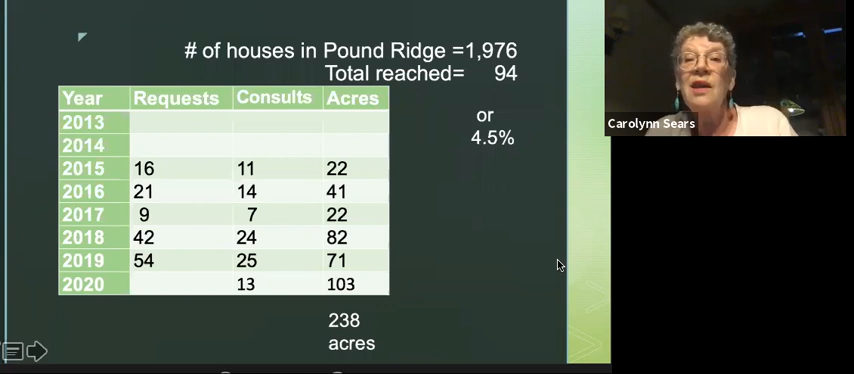 # of houses in Pound Ridge =1,976
Total reached= 94
or
4.5%
Year Requests Consults Acres
2013
2014
2015 16 11 22
2016 21 14 41
2017 9 7 22
2018 42 24 82
2019 54 25 71
2020 13 103
238
acres
Carolynn Sears